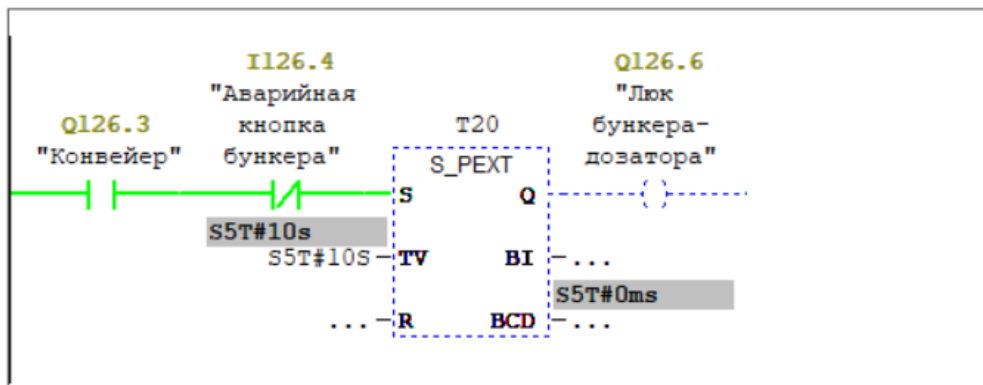 I126.4
"Аварийная
кнопка
бункера"
Q126.6
"Люк
бункера-
дозатора"
Q126.3
"Конвейер"
T20
S_PEXT
S
Q
S5T#10s
S5T#10S
TV
BI
...
S5T#0ms
...
R
BCD
...